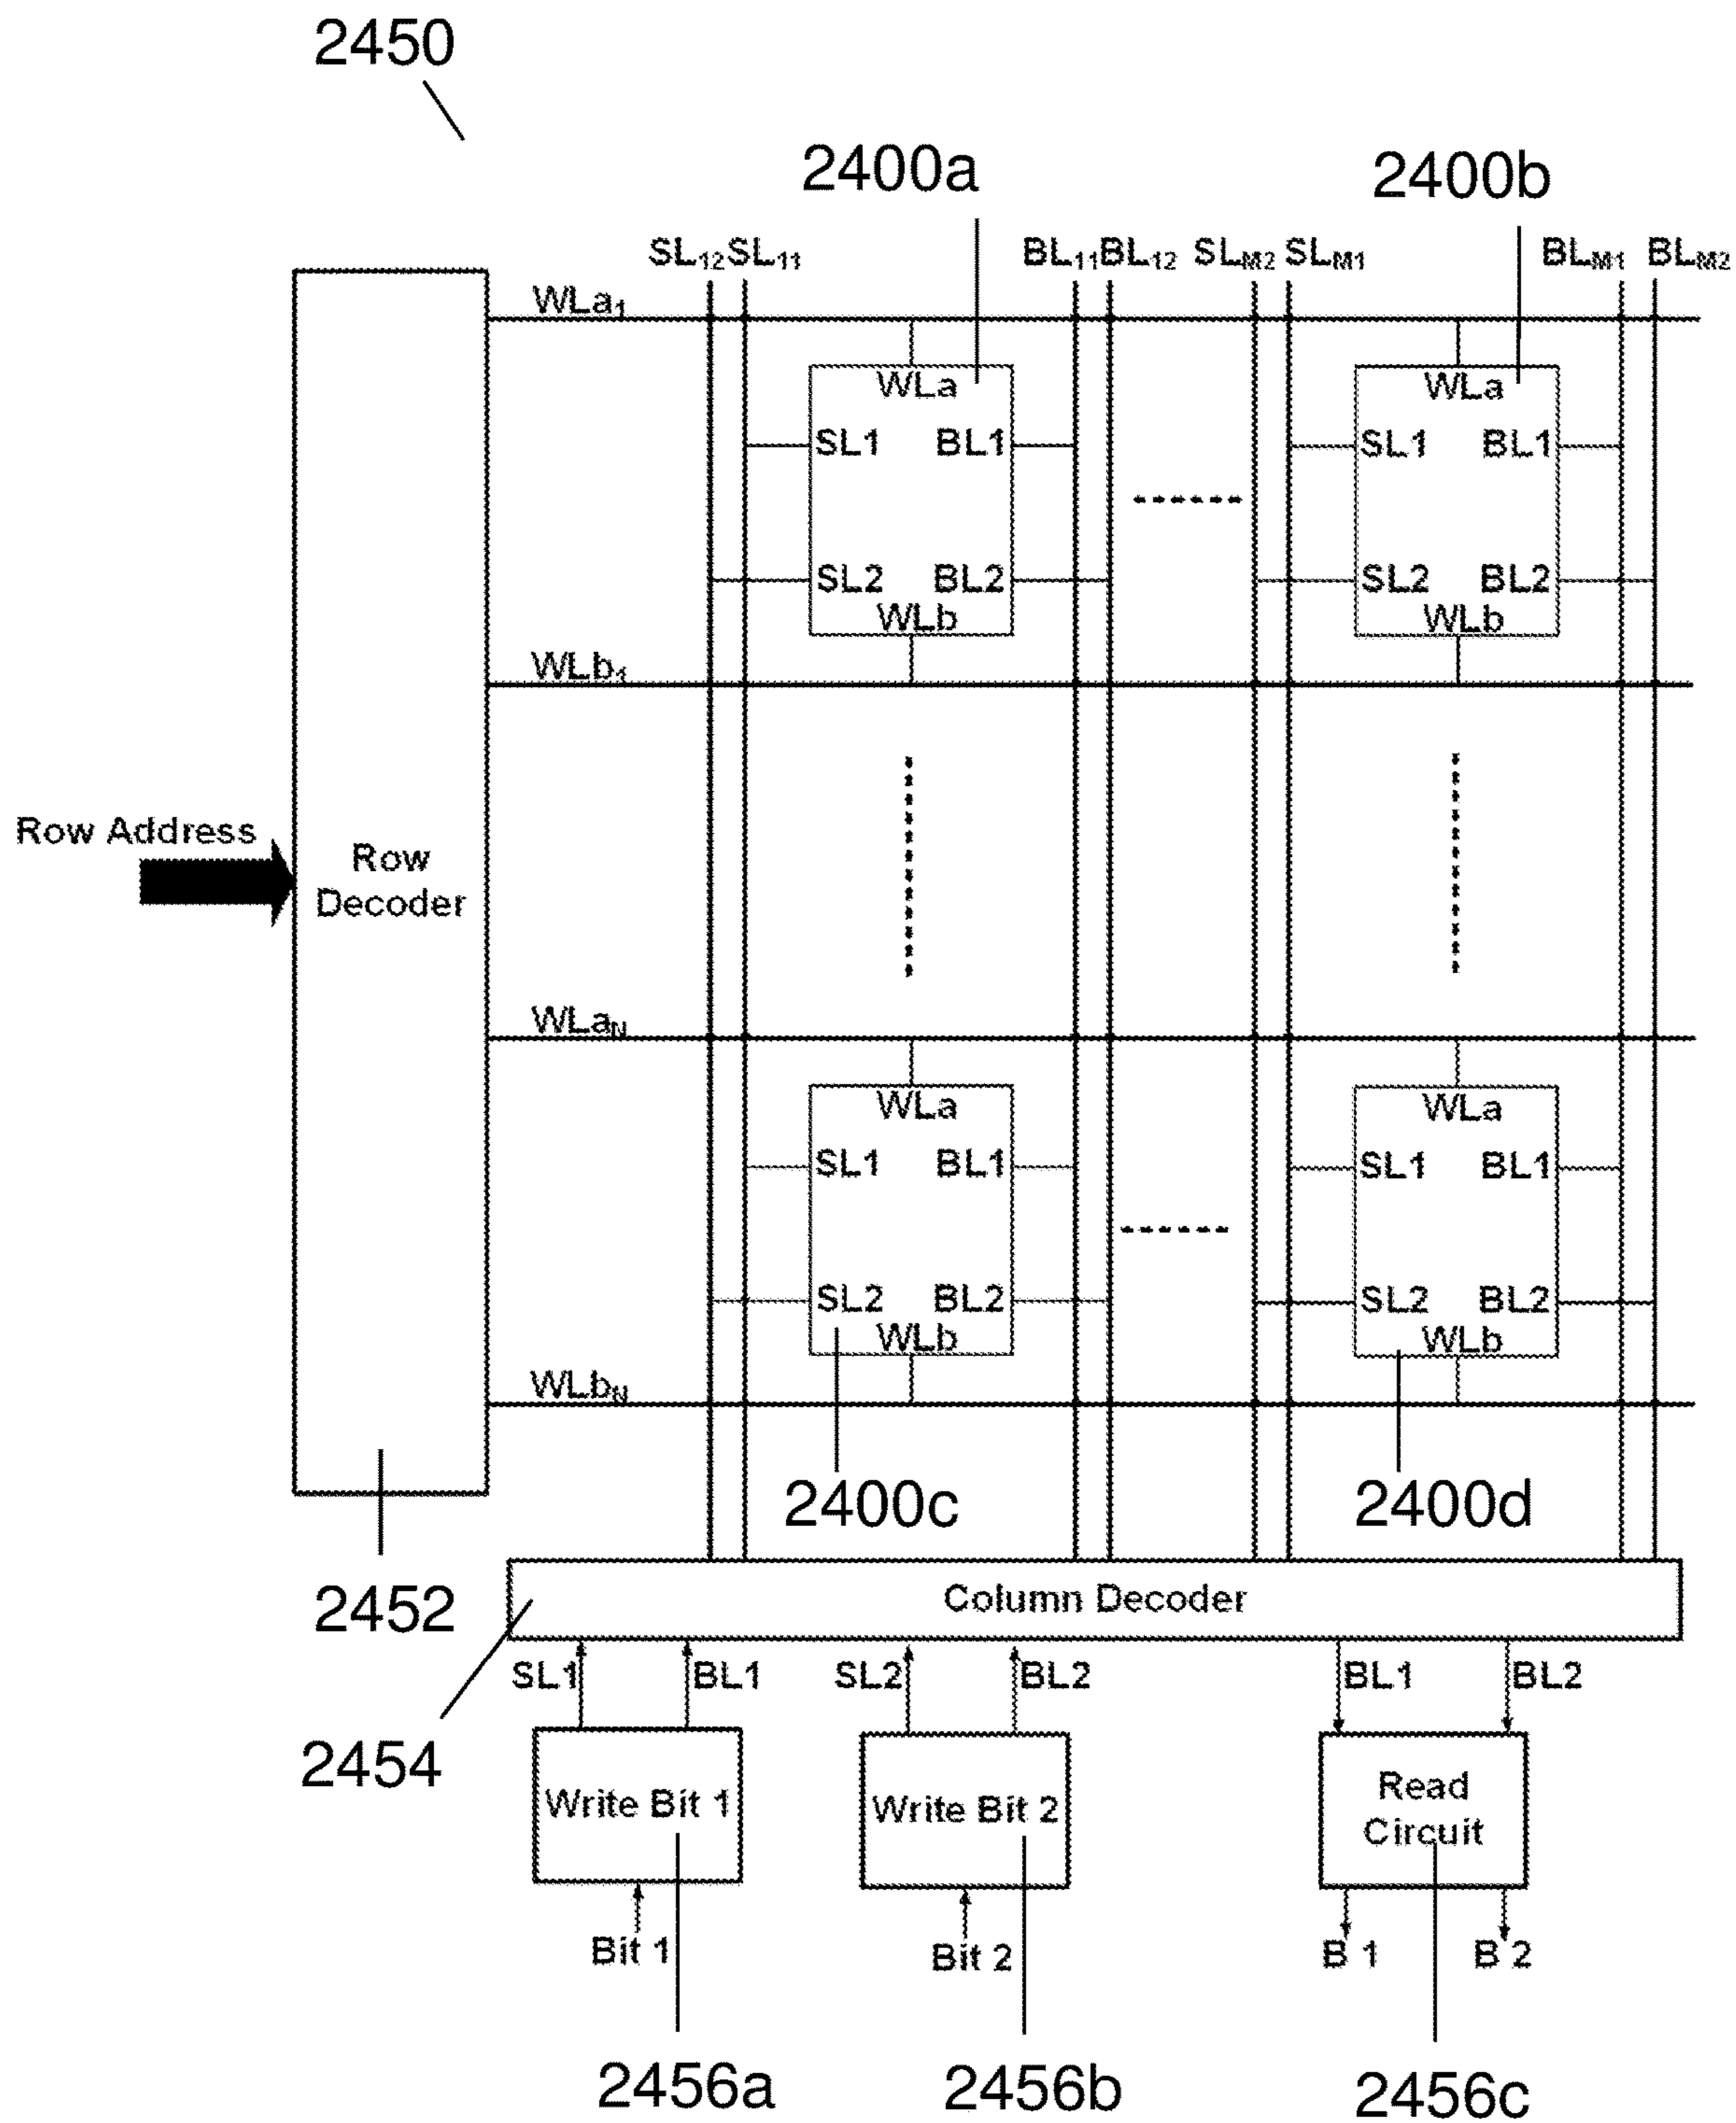 2450
2400a
2400b
SL12 SL11 BL11 BL12 SLM2 SLM1 BLM1 BLM2
WLa1
WLa WLa
SL1 BL1 SL1 BL1
SL2 BL2 SL2 BL2
WLb WLb
WLb1
Row Address
Row
Decoder
WLaN
WLa WLa
SL1 BL1 SL1 BL1
SL2 BL2 SL2 BL2
WLb WLb
WLbN
2400c 2400d
2452
Column Decoder
SL1 BL1 SL2 BL2 BL1 BL2
2454
Write Bit 1
Write Bit 2
Read
Circuit
Bit 1
Bit 2
B 1
B 2
2456a
2456b
2456c